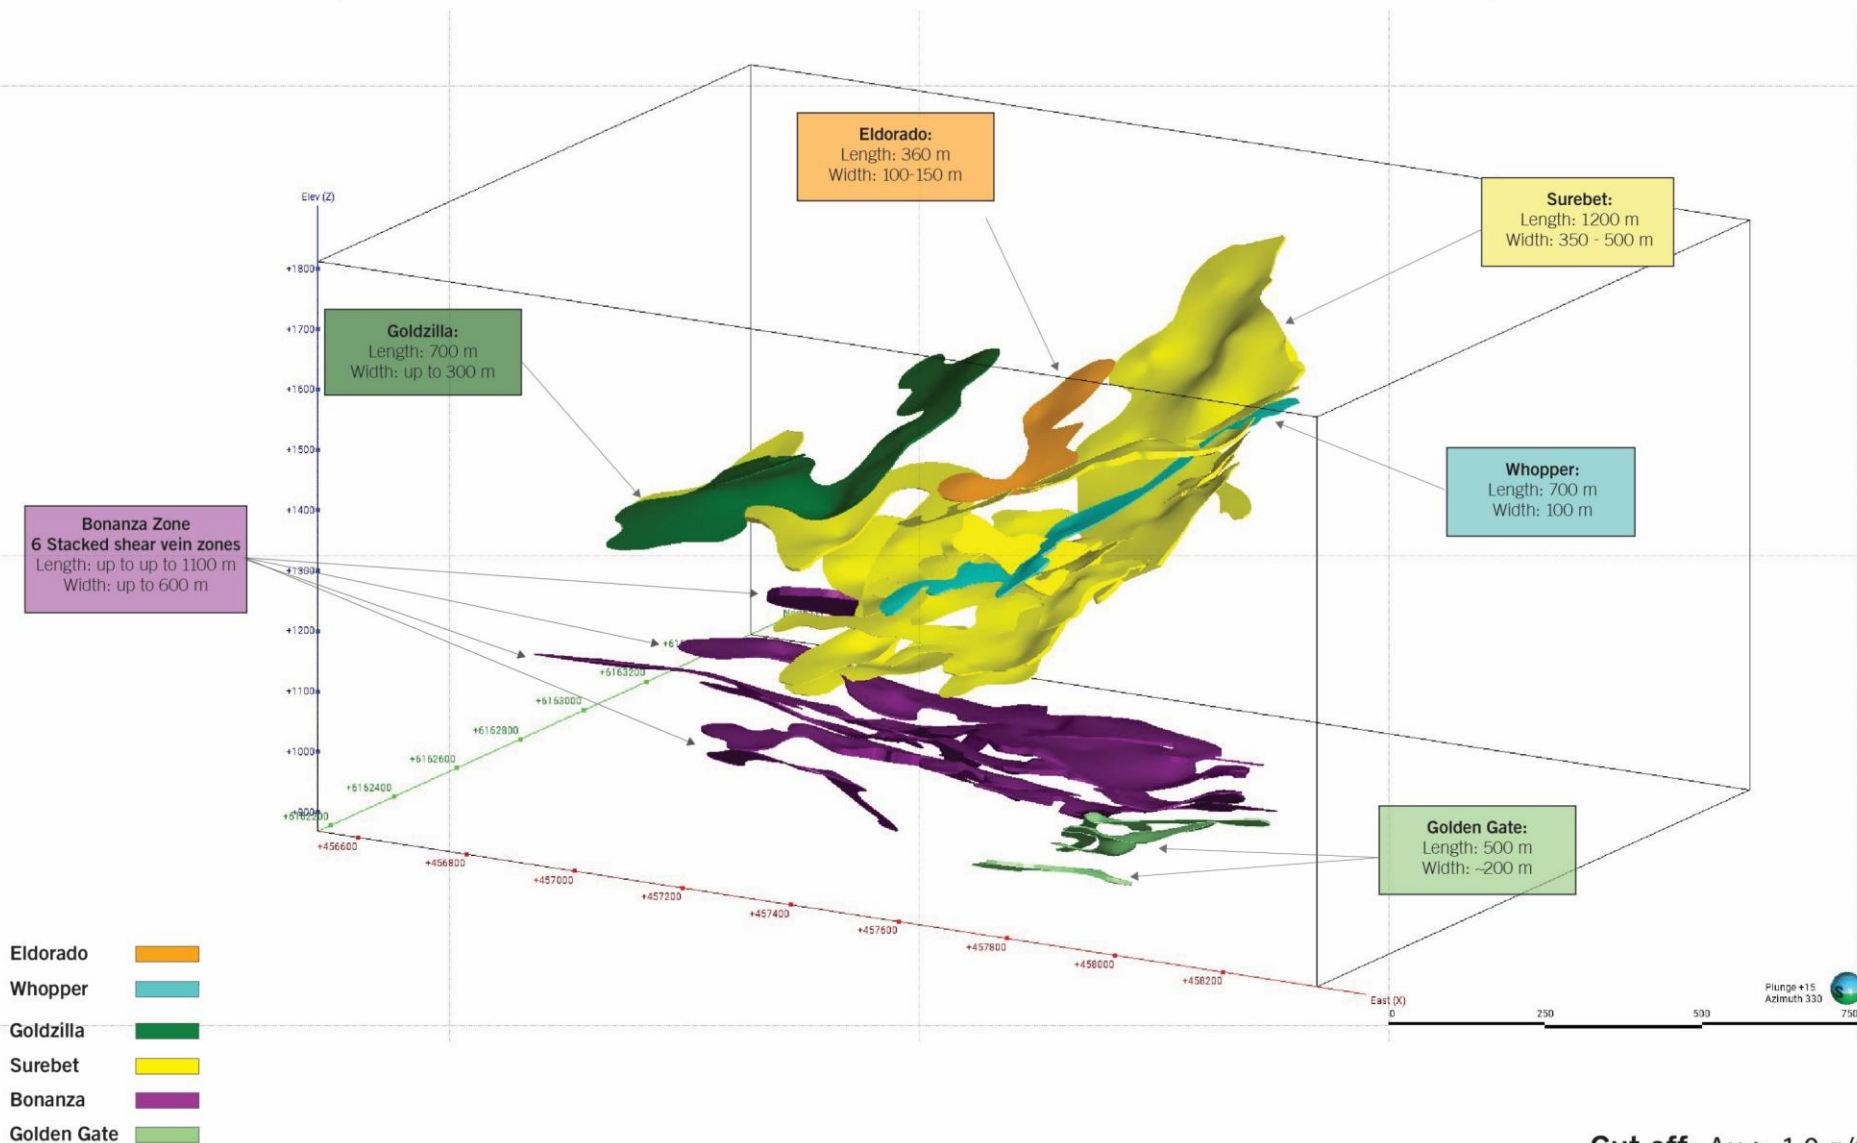 Eldorado:
Length: 360 m
Width: 100-150 m
Surebet:
Length: 1200 m
Width: 350 - 500 m
Elev (Z)
+1800
+1700
+1600
+1500
+1400
+1300
+1200
+1100
+1000
Goldzilla:
Length: 700 m
Width: up to 300 m
Whopper:
Length: 700 m
Width: 100 m
Bonanza Zone
6 Stacked shear vein zones
Length: up to up to 1100 m
Width: up to 600 m
+6163200
+6163000
+6162800
+6162600
+6162400
+456600
+456800
+457000
+457200
+457400
+457600
+457800
+458000
+458200
East (X)
Golden Gate:
Length: 500 m
Width: ~200 m
Eldorado
Whopper
Goldzilla
Surebet
Bonanza
Golden Gate
Plunge +15
Azimuth 330
S
0 250 500 750